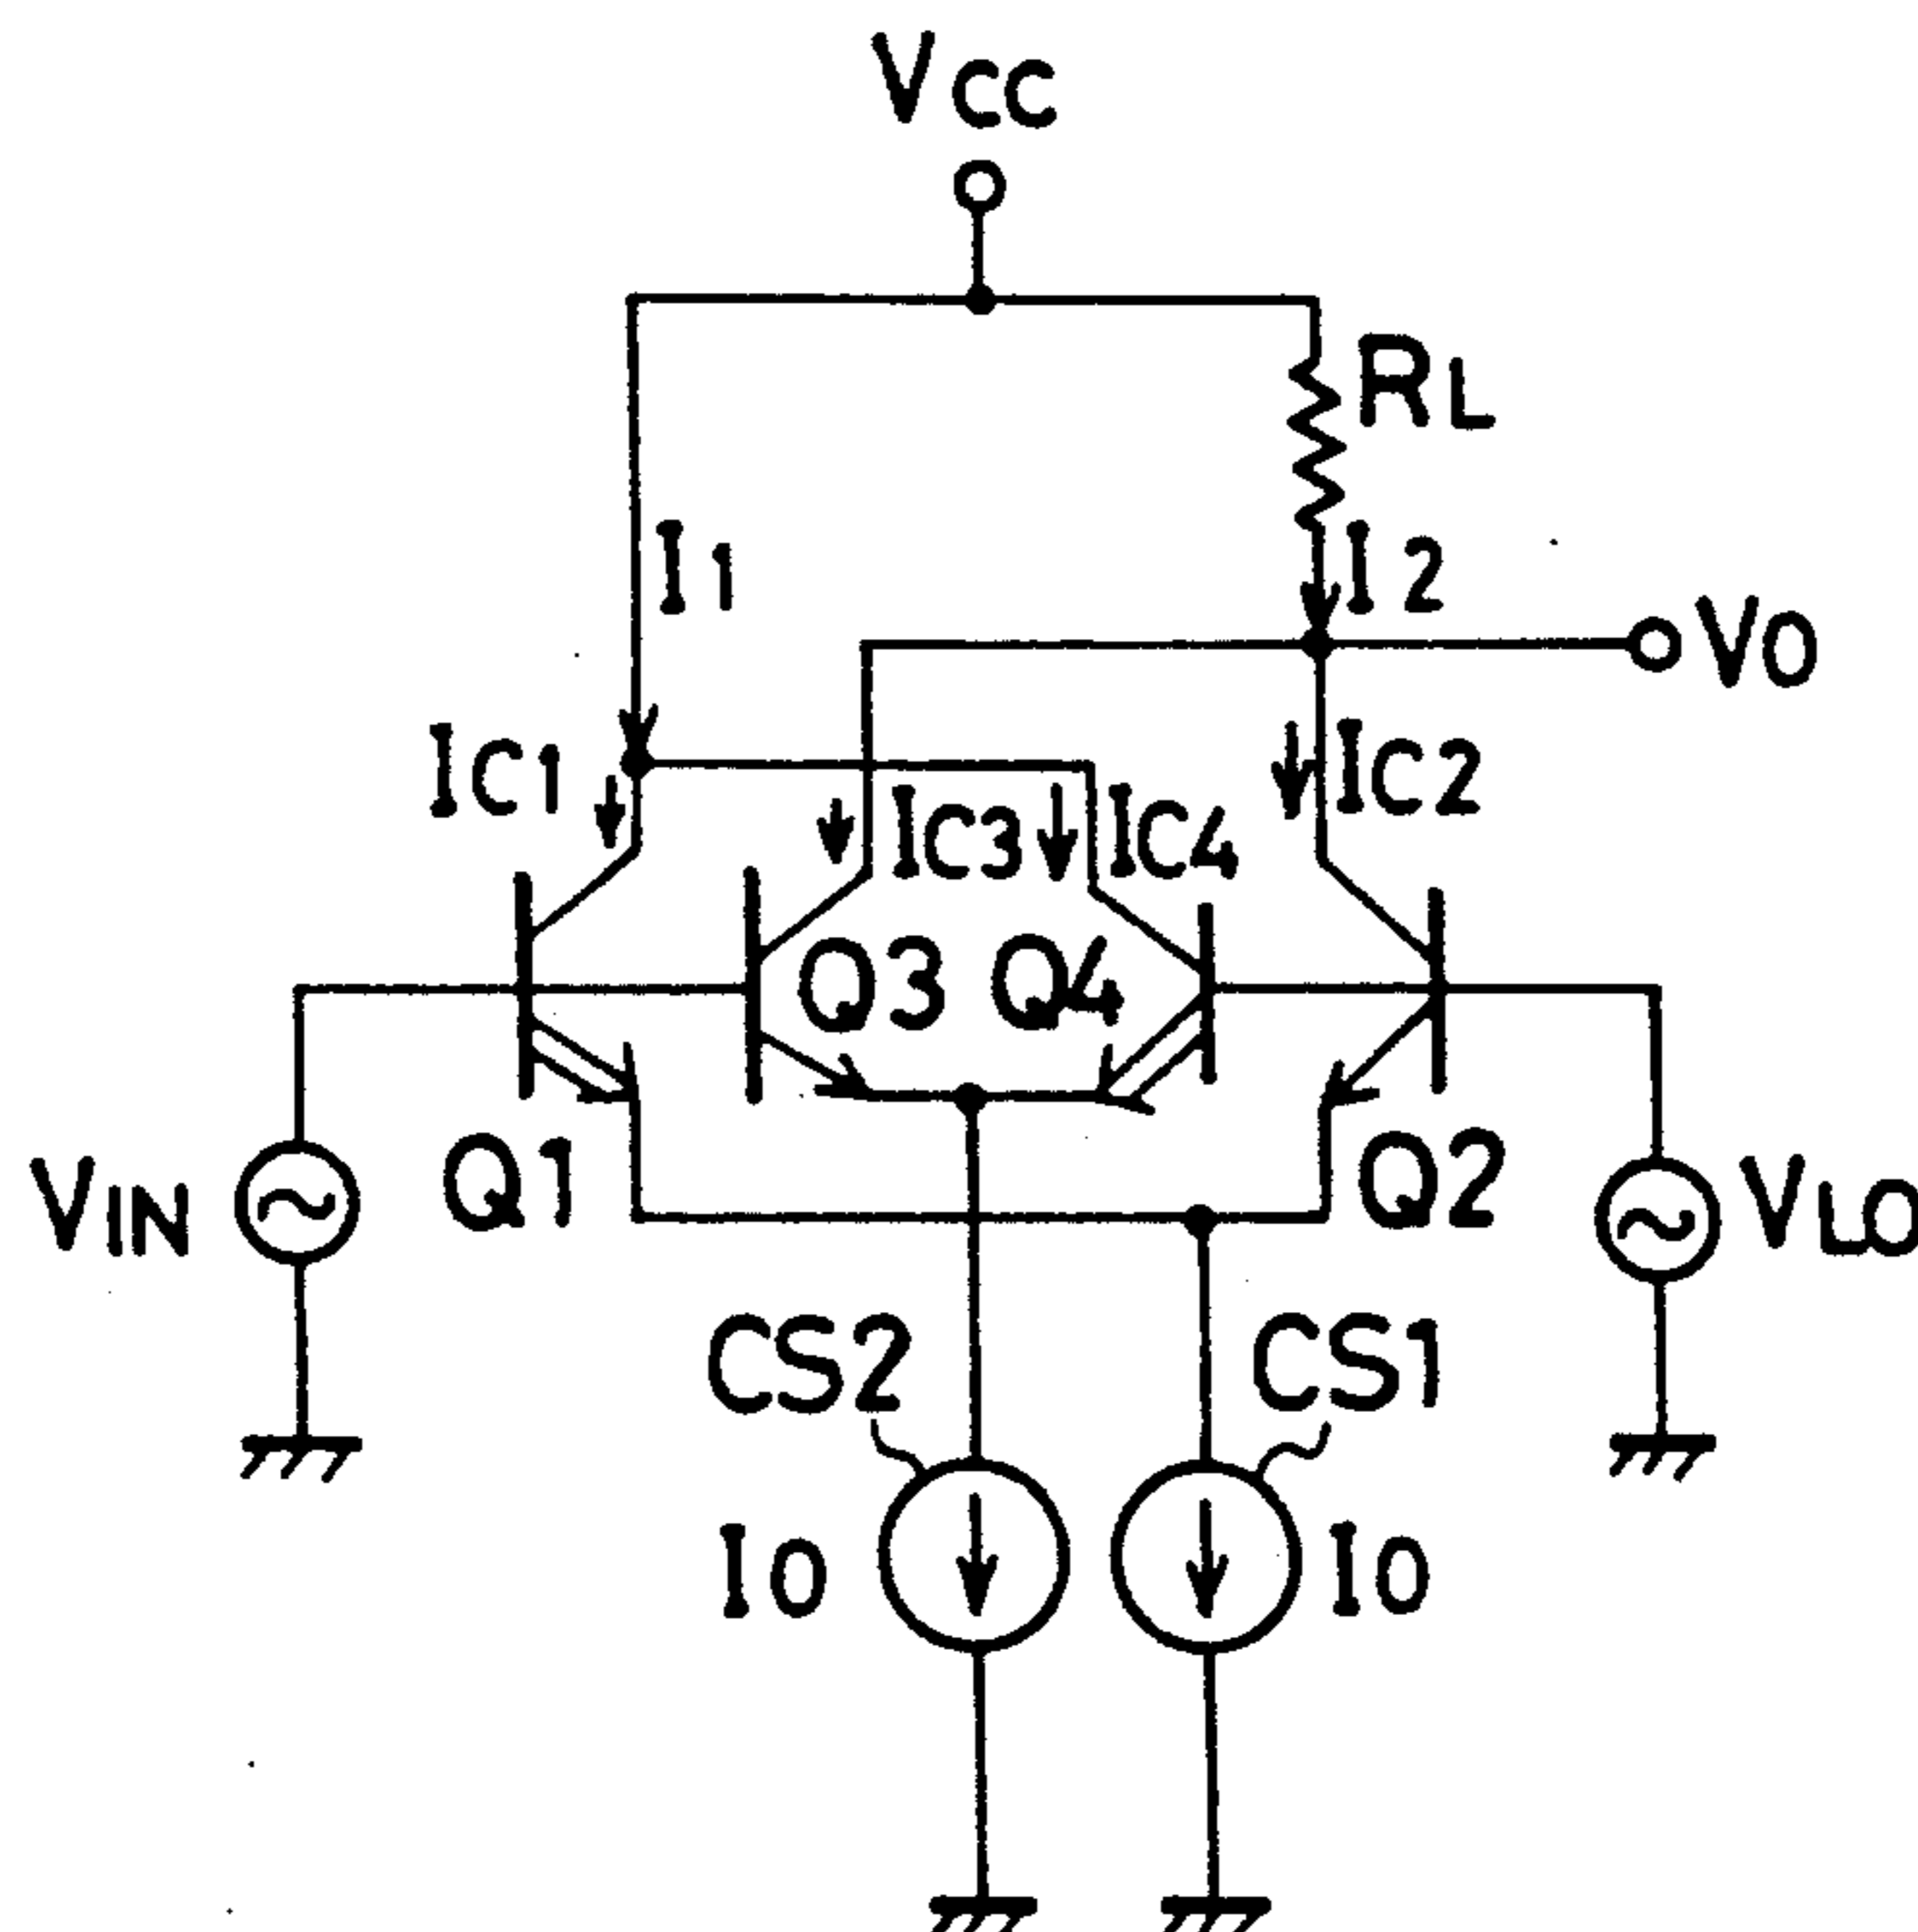 VCC
RL
I1
I2
VO
IC1
IC3
IC4
IC2
Q3
Q4
VIN
Q1
Q2
VLO
CS2
CS1
IO
IO